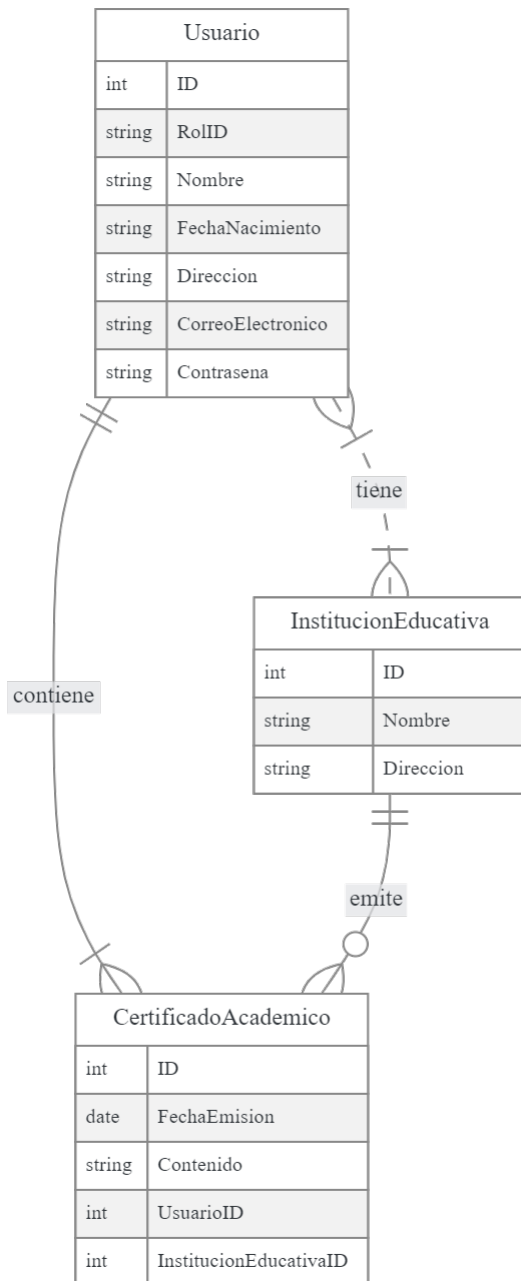 Usuario
int ID
string RolID
string Nombre
string FechaNacimiento
string Direccion
string CorreoElectronico
string Contrasena
tiene
InstitucionEducativa
int ID
string Nombre
string Direccion
contiene
emite
CertificadoAcademico
int ID
date FechaEmision
string Contenido
int UsuarioID
int InstitucionEducativaID